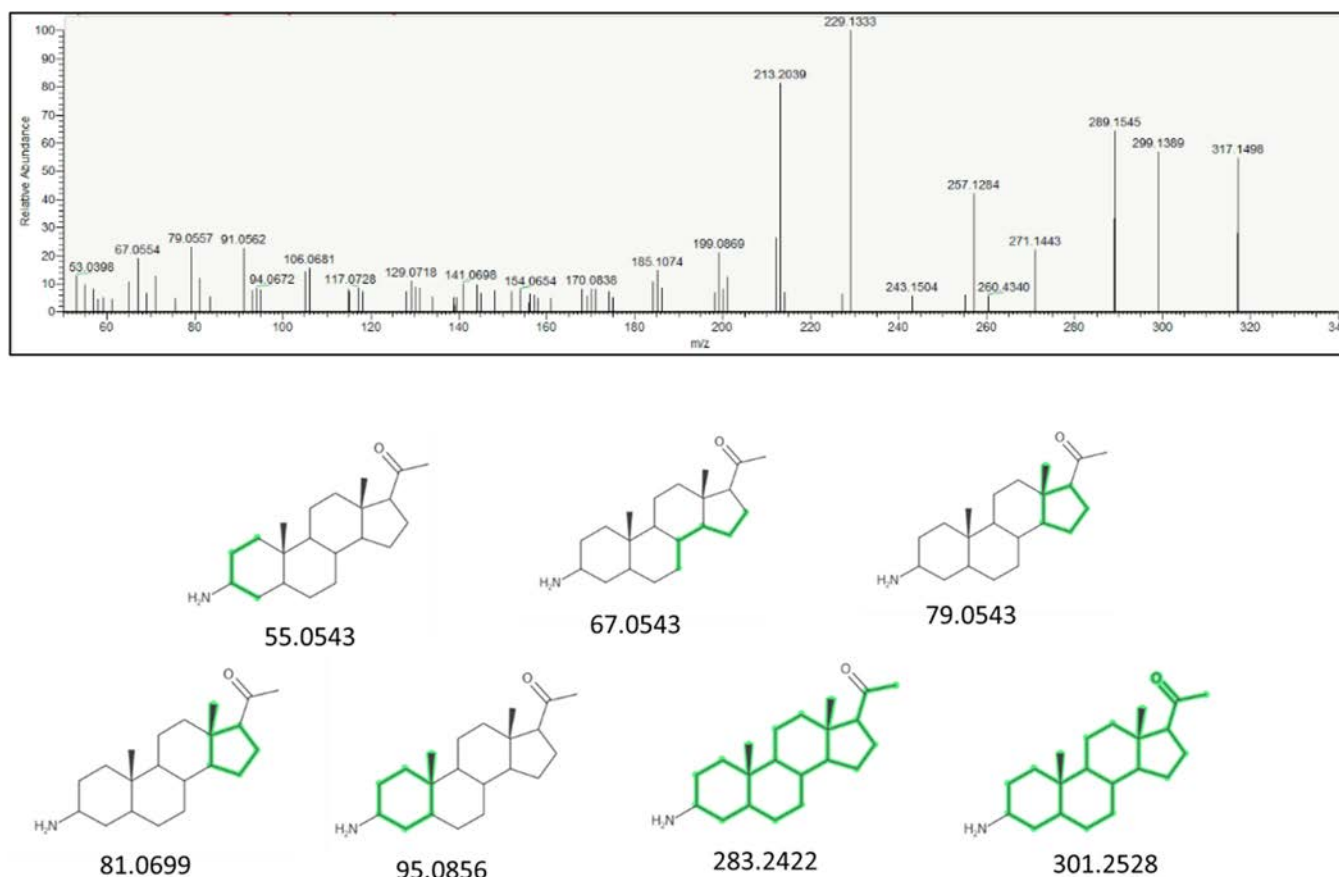 229.1333
100
90
213.2039
80
70
289.1545
60
299.1389
317.1498
50
257.1284
40
30
79.0557
91.0562
271.1443
67.0554
199.0869
20
106.0681
185.1074
53.0398
129.0718
141.0698
10
94.0672
117.0728
154.0654
170.0838
243.1504
260.4340
0
Relative Abundance
60 80 100 120 140 160 180 200 220 240 260 280 300 320
m/z
O
O
O
H₂N
H₂N
H₂N
55.0543
67.0543
79.0543
O
O
O
O
H₂N
H₂N
H₂N
H₂N
81.0699
95.0856
283.2422
301.2528